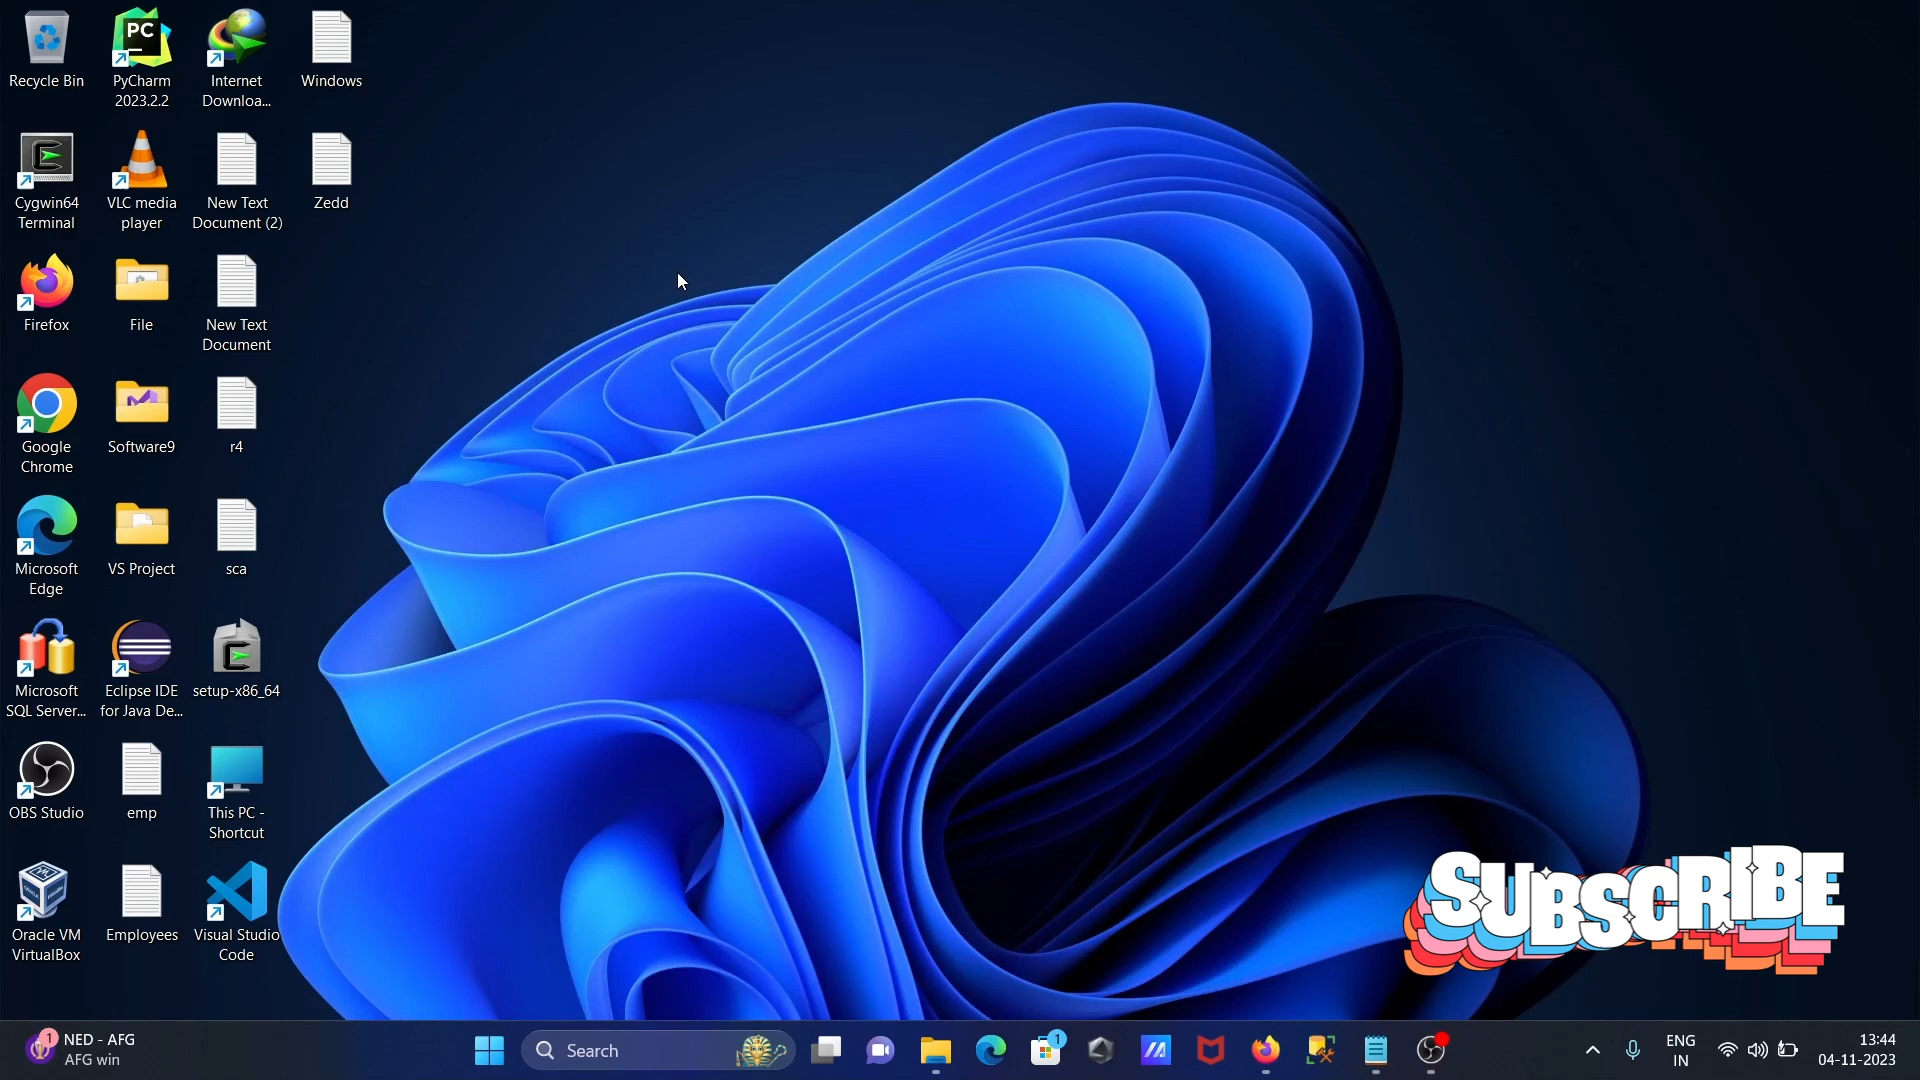 Recycle Bin
PC
PyCharm
2023.2.2
Internet
Downloa...
Windows
Cygwin64
Terminal
VLC media
player
New Text
Document (2)
Zedd
Firefox
File
New Text
Document
Google
Chrome
Software9
r4
Microsoft
Edge
VS Project
sca
Microsoft
SQL Server...
Eclipse IDE
for Java De...
setup-x86_64
OBS Studio
emp
This PC -
Shortcut
Oracle VM
VirtualBox
Employees
Visual Studio
Code
SUBSCRIBE
1
NED - AFG
AFG win
Search
1
ENG
IN
13:44
04-11-2023